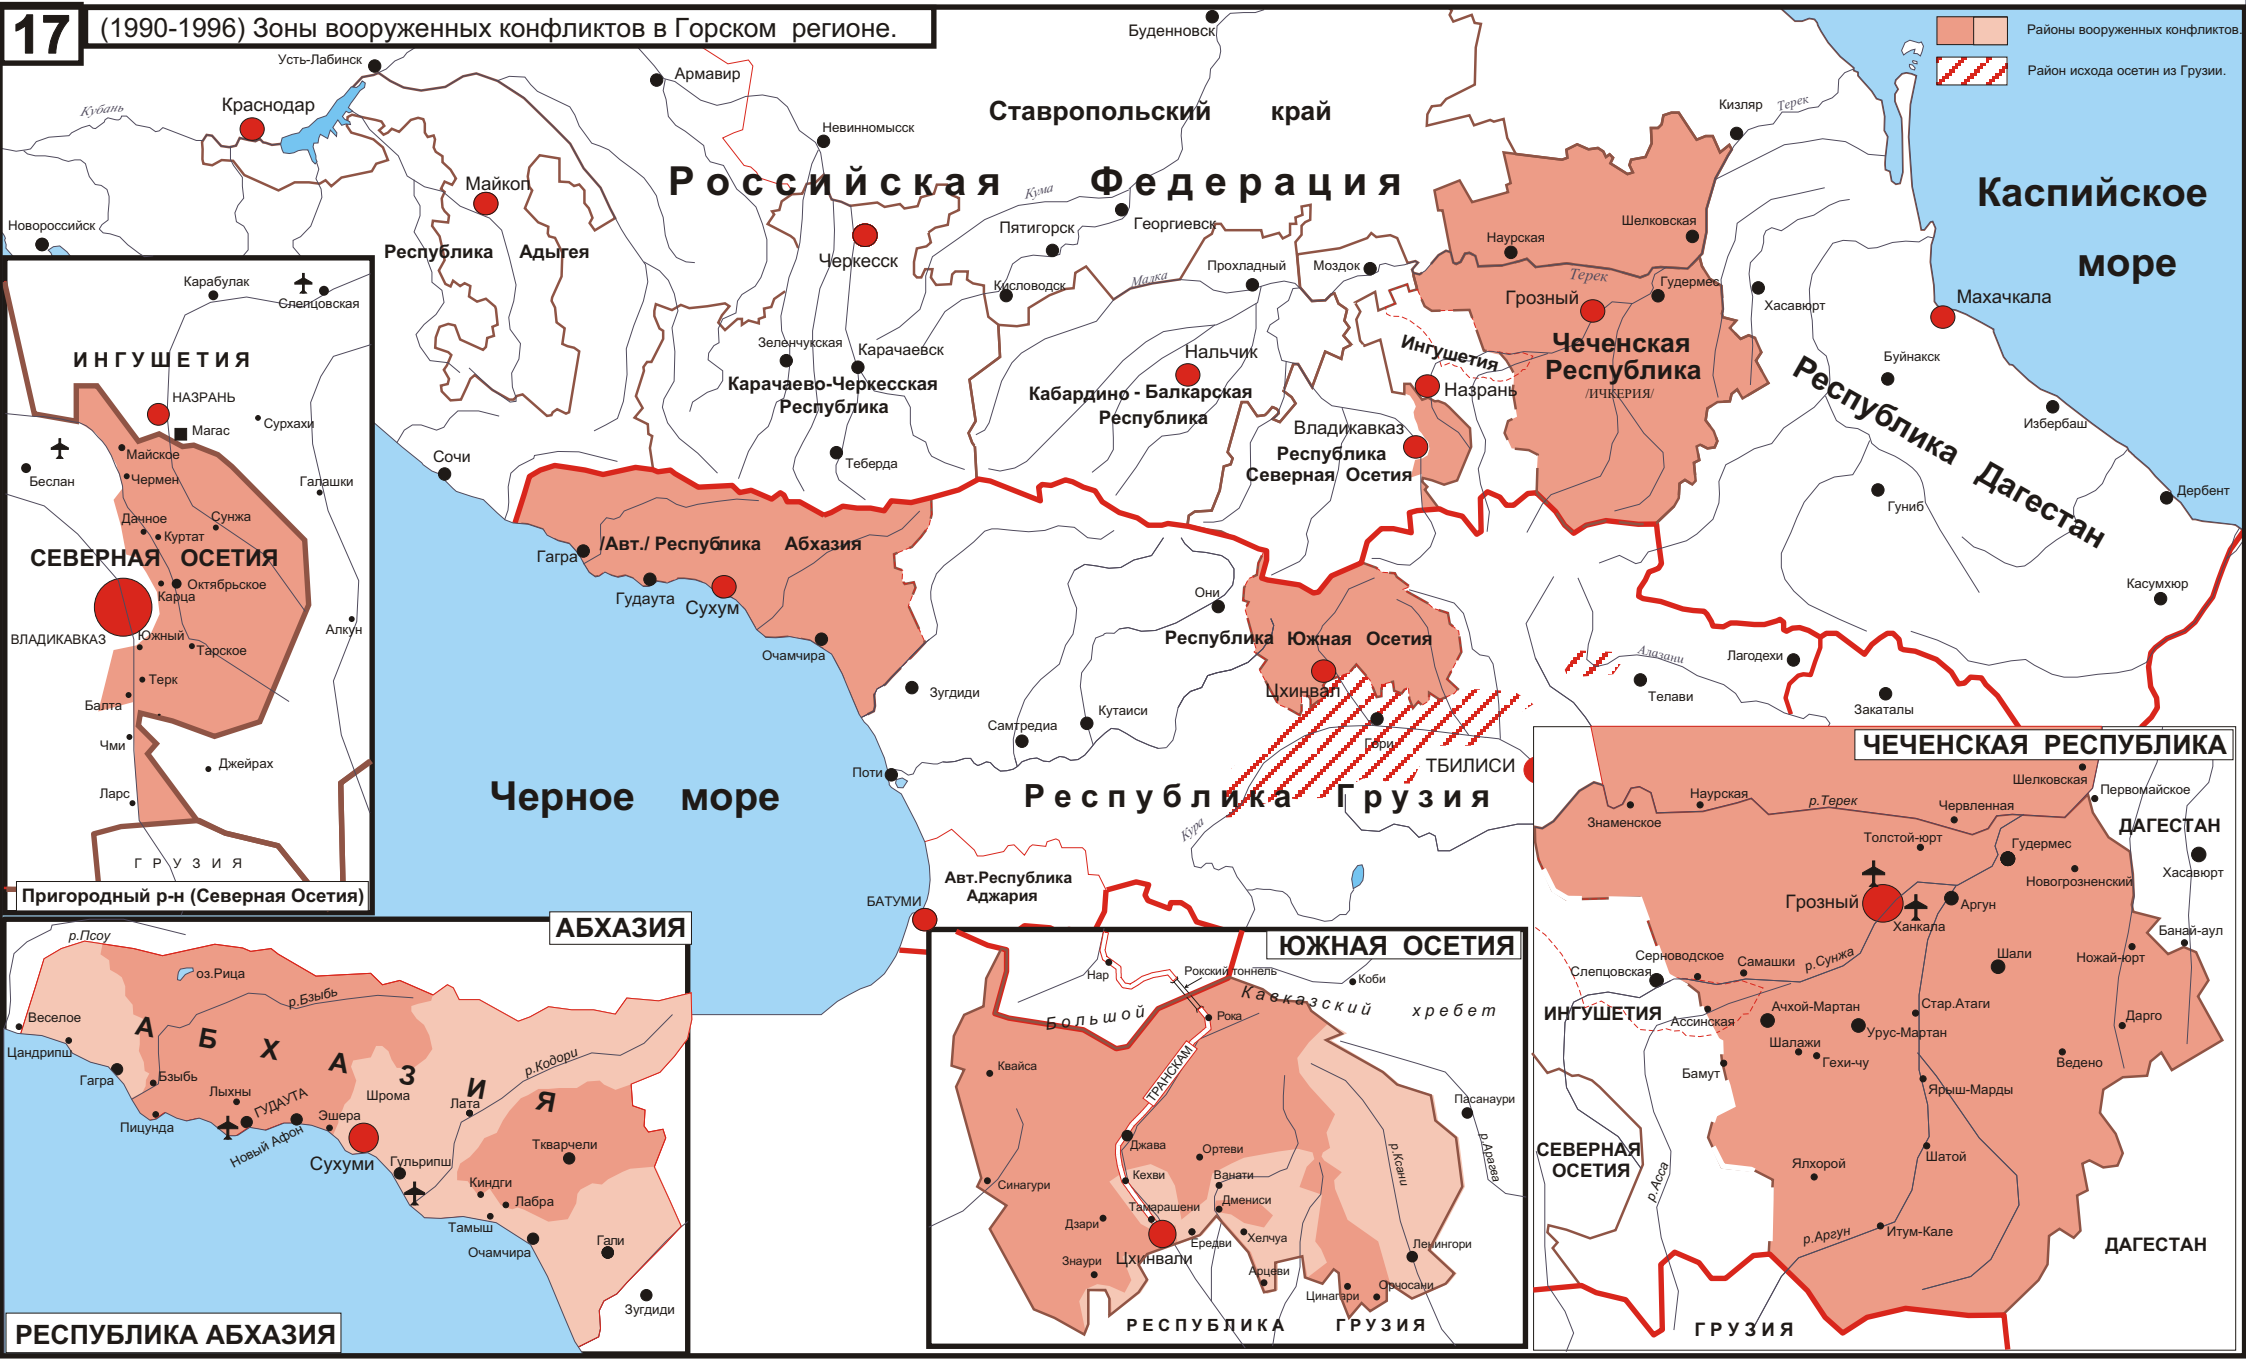 17
(1990-1996) Зоны вооруженных конфликтов в Горском регионе.
Районы вооруженных конфликтов.
Район исхода осетин из Грузии.
Буденновск
Усть-Лабинск
Армавир
Кубань
Краснодар
Невинномысск
Ставропольский край
Кизляр
Терек
Российская Федерация
Каспийское
море
Майкоп
Кума
Георгиевск
Пятигорск
Новороссийск
Республика Адыгея
Черкесск
Шелковская
Наурская
Терек
Гудермес
Грозный
Прохладный
Моздок
Малка
Кисловодск
Хасавюрт
Махачкала
Зеленчукская
Карачаевск
Карачаево-Черкесская
Республика
Нальчик
Кабардино - Балкарская
Республика
Ингушетия
Назрань
Чеченская
Республика
/ИЧКЕРИЯ/
Буйнакск
Избербаш
Республика Дагестан
Дербент
Гуниб
Касумхюр
Владикавказ
Республика
Северная Осетия
Сочи
Теберда
Гагра
/Авт./ Республика Абхазия
Гудаута
Сухум
Очамчира
Они
Республика Южная Осетия
Цхинвал
Зугдиди
Самтредиа
Кутаиси
Гори
ТБИЛИСИ
Поти
Алазани
Лагодехи
Телави
Закаталы
Черное море
Республика Грузия
Кура
Авт.Республика
Аджария
БАТУМИ
Карабулак
Слепцовская
ИНГУШЕТИЯ
НАЗРАНЬ
Магас
Сурхахи
Майское
Беслан
Чермен
Галашки
Дачное
Сунжа
Куртат
СЕВЕРНАЯ ОСЕТИЯ
Октябрьское
Карца
ВЛАДИКАВКАЗ
Южный
Алкун
Тарское
Терк
Балта
Чми
Джейрах
Ларс
ГРУЗИЯ
Пригородный р-н (Северная Осетия)
АБХАЗИЯ
р.Псоу
оз.Рица
р.Бзыбь
Веселое
АБХАЗИЯ
Цандрипш
Гагра
Бзыбь
р.Кодори
Лыхны
ГУДАУТА
Шрома
Лата
Пицунда
Эшера
Новый Афон
Сухуми
Гульрипш
Ткварчели
Киндги
Лабра
Тамыш
Очамчира
Гали
Зугдиди
РЕСПУБЛИКА АБХАЗИЯ
ЮЖНАЯ ОСЕТИЯ
Нар
Рокский тоннель
Коби
Большой
Кавказский хребет
Рока
Квайса
ТРАНСКАМ
Пасанаури
р.Арагва
р.Ксани
Джава
Ортеви
Кехви
Ванати
Синагури
Тамарашени
Дмениси
Дзари
Ередви
Хелчуа
Знаури
Цхинвали
Ленингори
Арцеви
Цинагари
Орчосани
РЕСПУБЛИКА ГРУЗИЯ
ЧЕЧЕНСКАЯ РЕСПУБЛИКА
Шелковская
Первомайское
Наурская
р.Терек
Червленная
Знаменское
ДАГЕСТАН
Толстой-юрт
Гудермес
Хасавюрт
Новогрозненский
Грозный
Аргун
Ханкала
Банай-аул
Серноводское
Самашки
р.Сунжа
Шали
Ножай-юрт
Слепцовская
ИНГУШЕТИЯ
Ассинская
Ачхой-Мартан
Стар.Атаги
Урус-Мартан
Дарго
Шалажи
Гехи-чу
Ведено
Бамут
Ярыш-Марды
СЕВЕРНАЯ
ОСЕТИЯ
р.Асса
Ялхорой
Шатой
р.Аргун
Итум-Кале
ДАГЕСТАН
ГРУЗИЯ